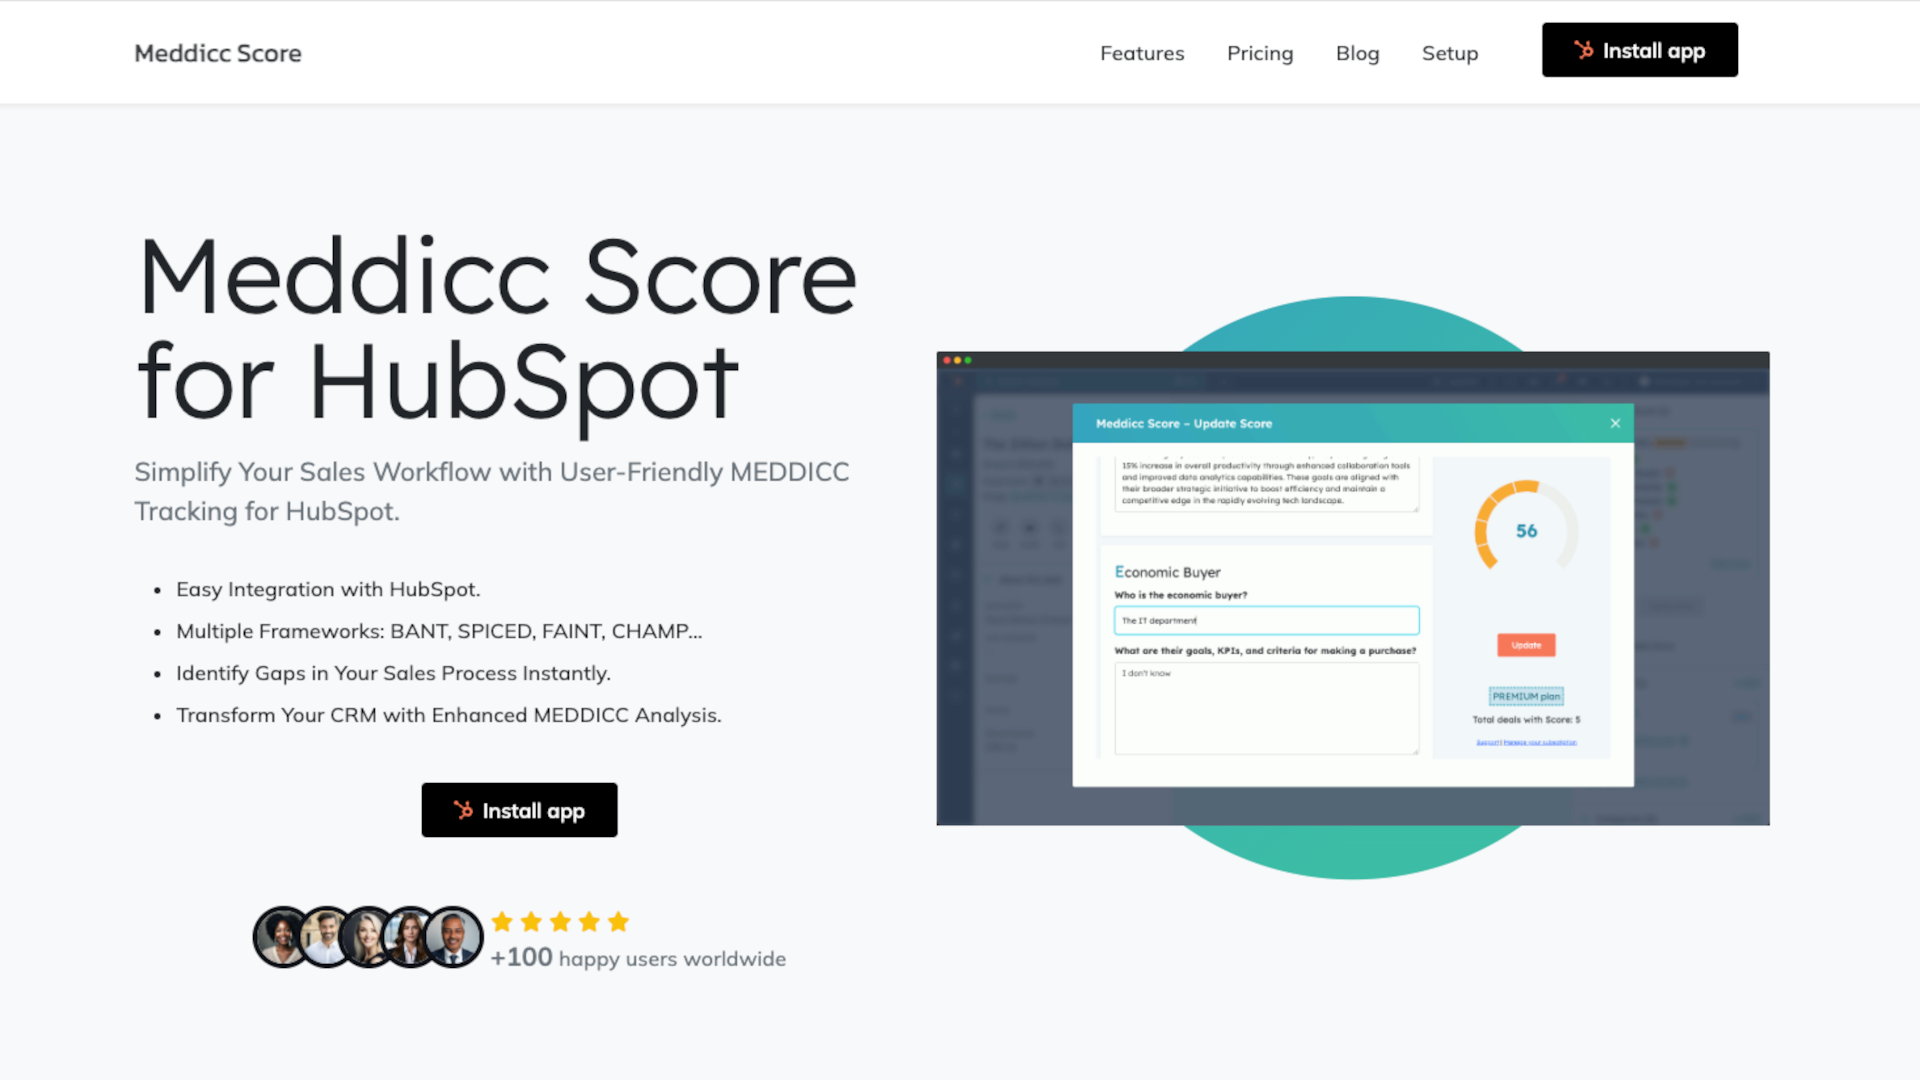 Meddicc Score
Features
Pricing
Blog
Setup
Install app
Meddicc Score
for HubSpot
Simplify Your Sales Workflow with User-Friendly MEDDICC
Tracking for HubSpot.
Easy Integration with HubSpot.
Multiple Frameworks: BANT, SPICED, FAINT, CHAMP...
Identify Gaps in Your Sales Process Instantly.
Transform Your CRM with Enhanced MEDDICC Analysis.
Install app
+100 happy users worldwide
Meddicc Score – Update Score
15% increase in overall productivity through enhanced collaboration tools
and improved data analytics capabilities. These goals are aligned with
their broader strategic initiative to boost efficiency and maintain a
competitive edge in the rapidly evolving tech landscape.
Economic Buyer
Who is the economic buyer?
The IT department
What are their goals, KPIs, and criteria for making a purchase?
I don't know
56
Update
PREMIUM plan
Total deals with Score: 5
Support | Manage your subscription